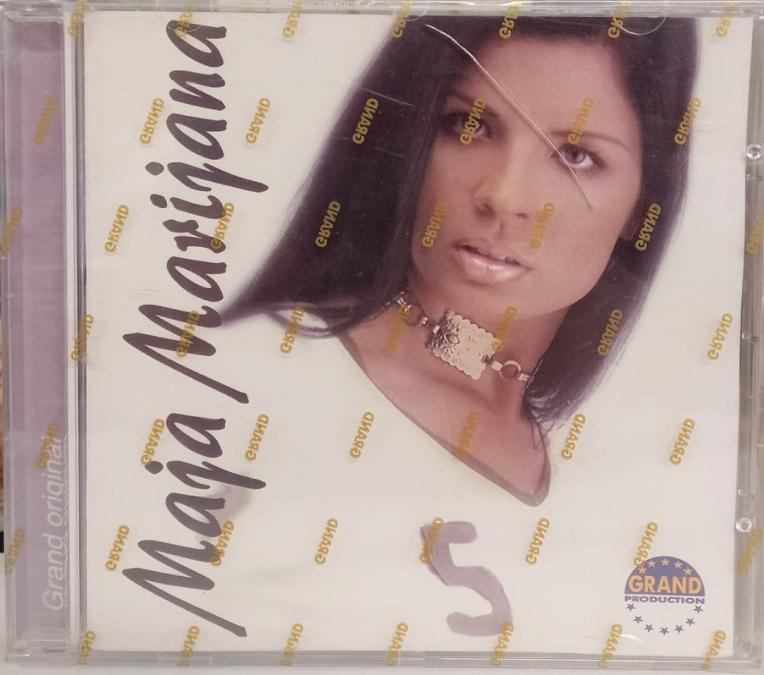 Maja Marijana
5
GRAND
PRODUCTION
Grand original